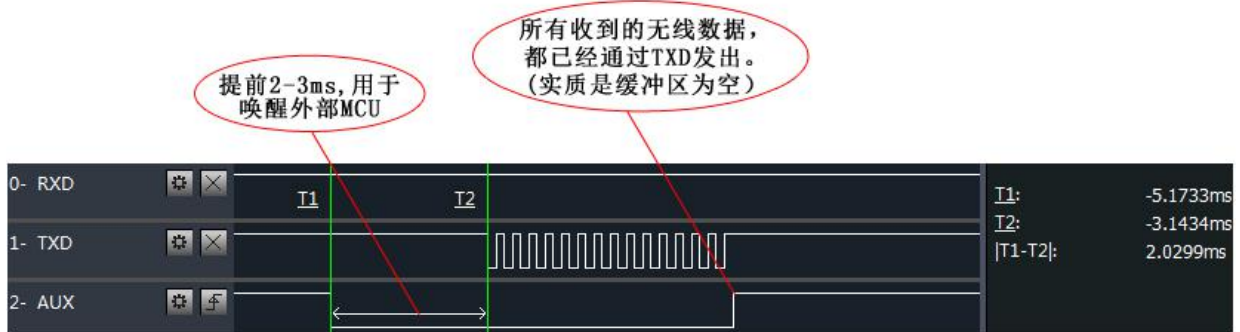 所有收到的无线数据，
都已经通过TXD发出。
(实质是缓冲区为空)
提前2-3ms,用于
唤醒外部MCU
0- RXD
T1
T2
1- TXD
2- AUX
T1: -5.1733ms
T2: -3.1434ms
|T1-T2|: 2.0299ms